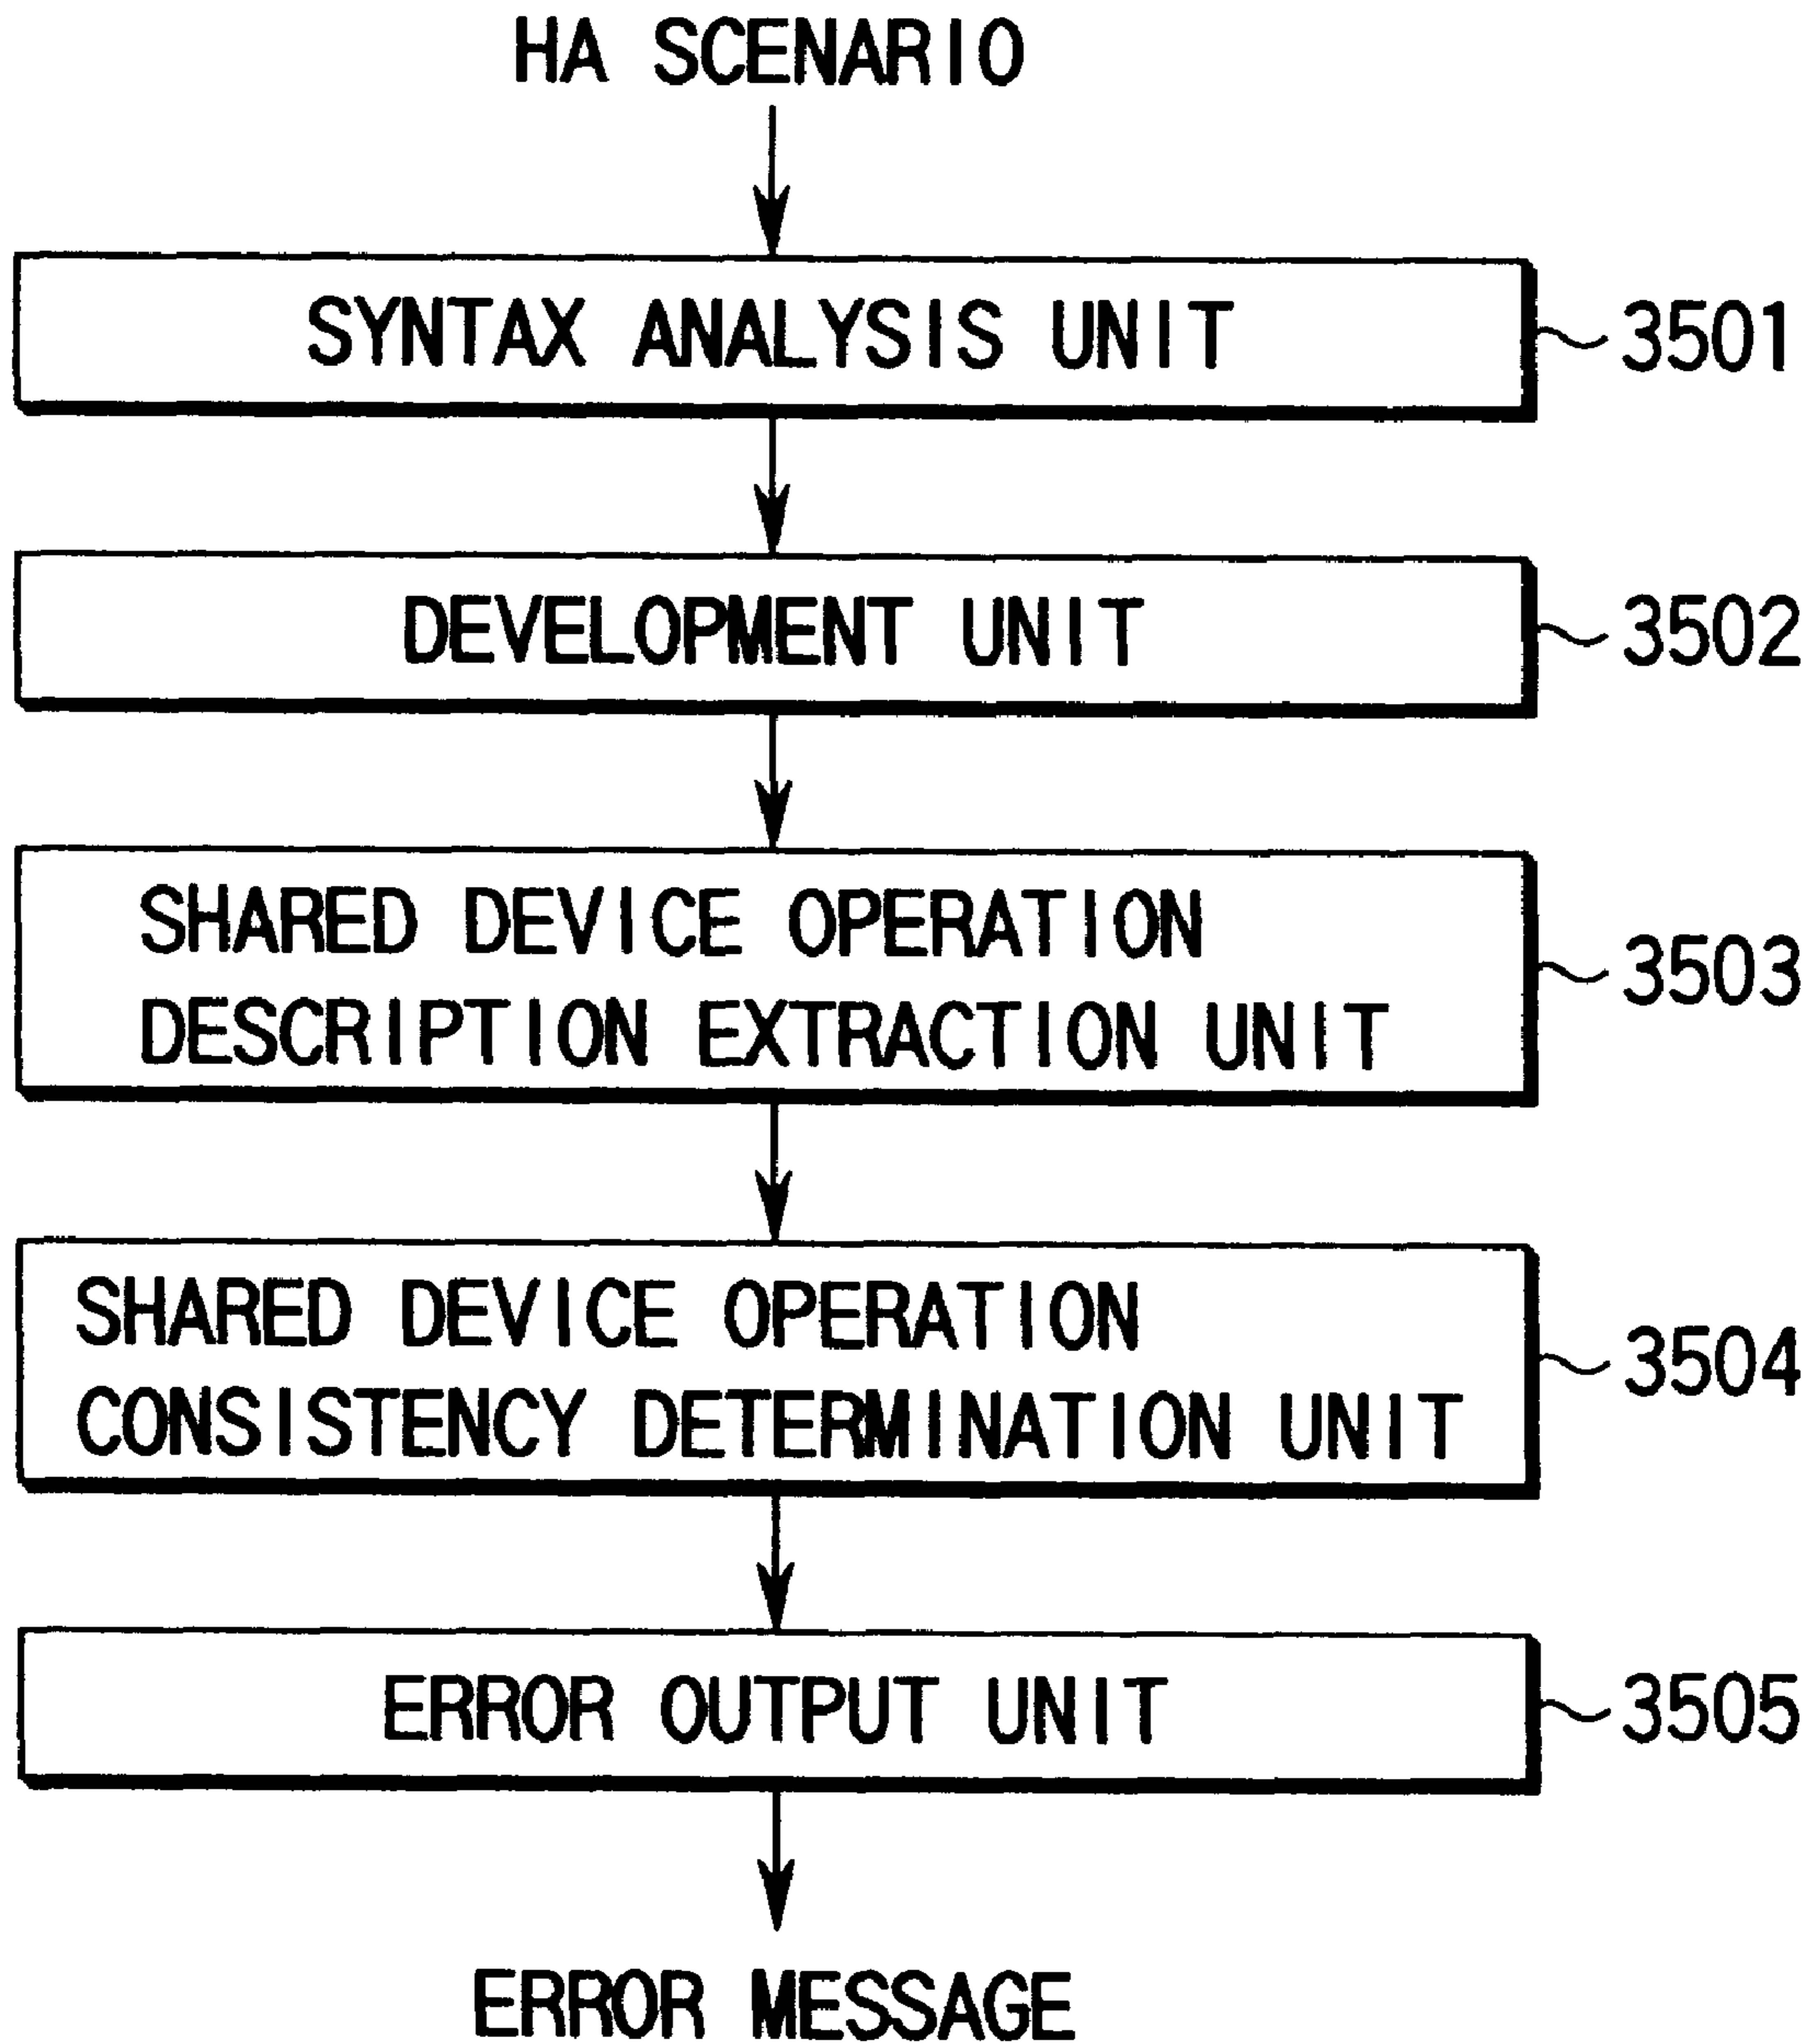 HA SCENARIO
SYNTAX ANALYSIS UNIT
3501
DEVELOPMENT UNIT
3502
SHARED DEVICE OPERATION
DESCRIPTION EXTRACTION UNIT
3503
SHARED DEVICE OPERATION
CONSISTENCY DETERMINATION UNIT
3504
ERROR OUTPUT UNIT
3505
ERROR MESSAGE